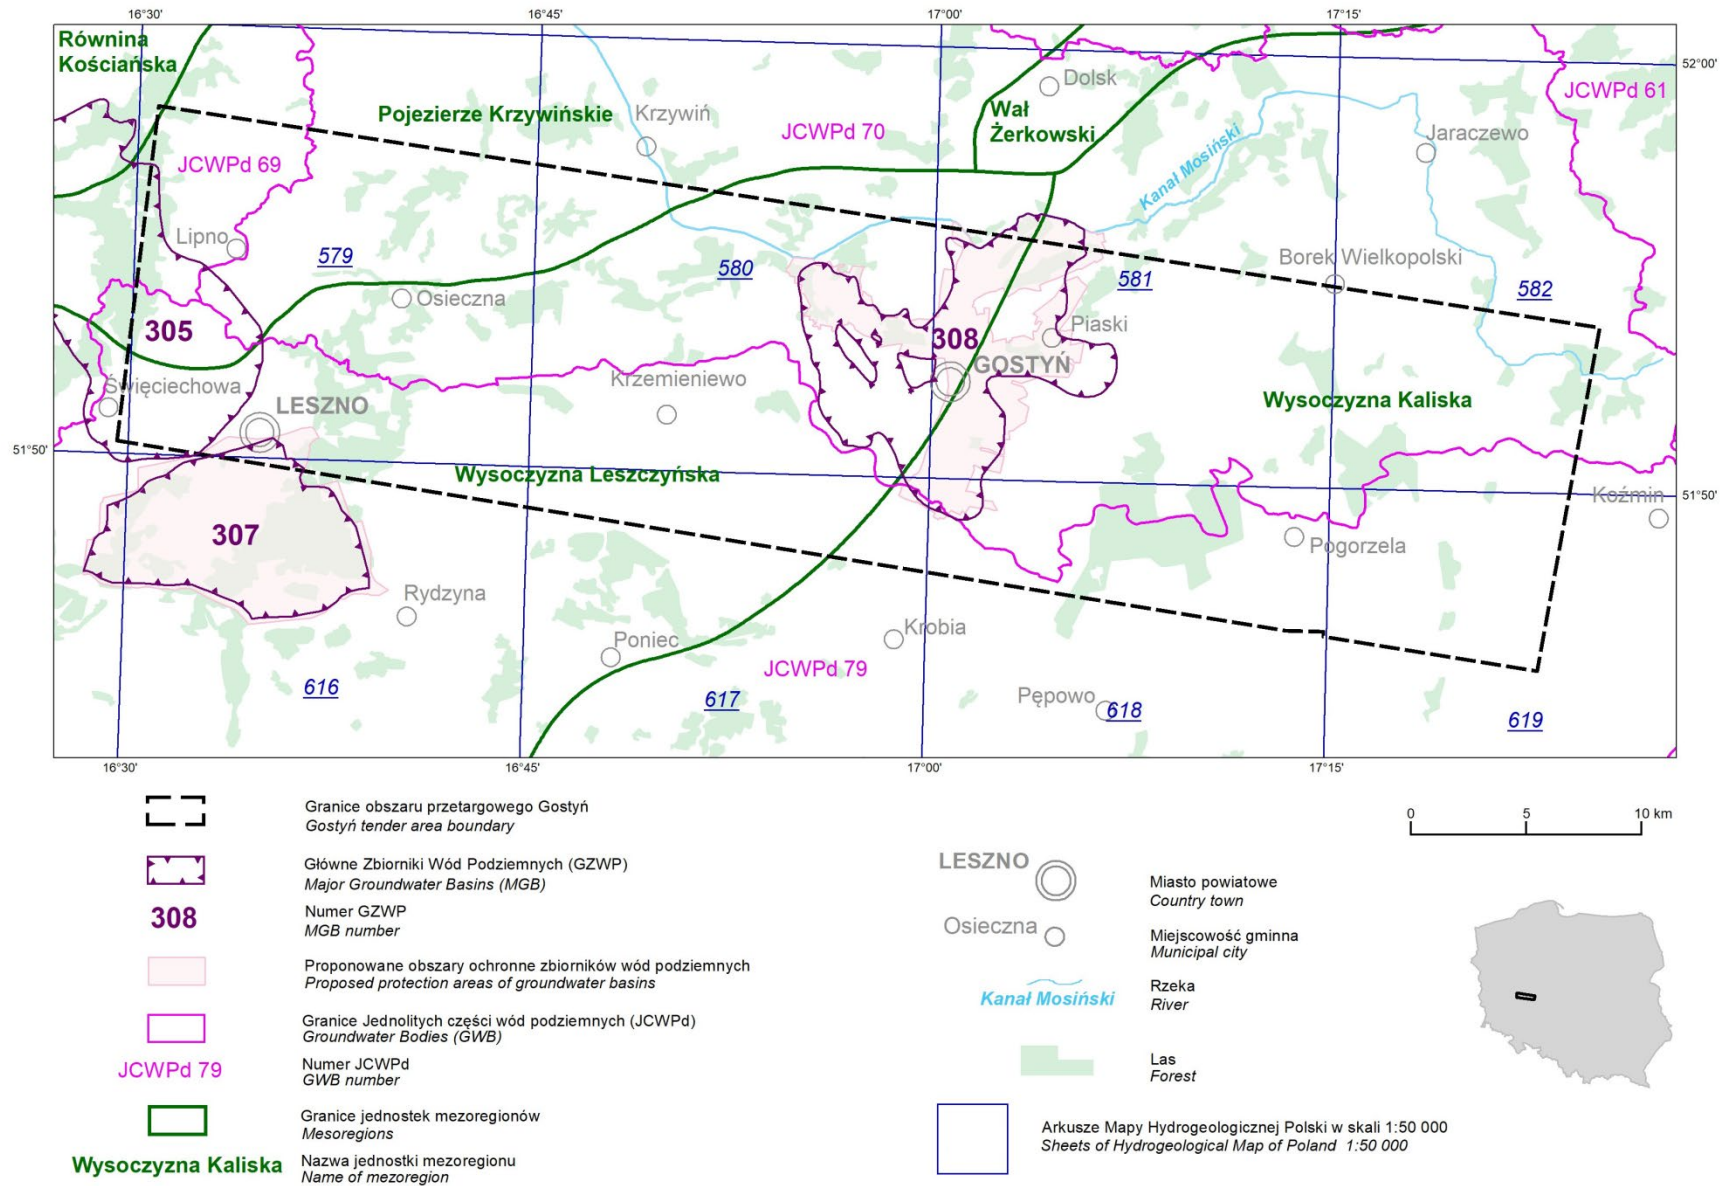 16°30'
16°45'
17°00'
17°15'
Równina
Kościańska
52°00'
Dolsk
JCWPd 61
Pojezierze Krzywińskie
Krzywiń
Wał
Żerkowski
JCWPd 70
Jaraczewo
Kanał Mosiński
JCWPd 69
Lipno
579
580
581
582
Borek Wielkopolski
Osieczna
305
308
Piaski
GOSTYŃ
Święciechowa
Krzemieniewo
Wysoczyzna Kaliska
LESZNO
51°50'
Wysoczyzna Leszczyńska
Koźmin
51°50'
307
Pogorzela
Rydzyna
Poniec
Krobia
JCWPd 79
616
617
Pępowo
618
619
16°30'
16°45'
17°00'
17°15'
Granice obszaru przetargowego Gostyń
Gostyń tender area boundary
Główne Zbiorniki Wód Podziemnych (GZWP)
Major Groundwater Basins (MGB)
308
Numer GZWP
MGB number
Proponowane obszary ochronne zbiorników wód podziemnych
Proposed protection areas of groundwater basins
Granice Jednolitych części wód podziemnych (JCWPd)
Groundwater Bodies (GWB)
JCWPd 79
Numer JCWPd
GWB number
Granice jednostek mezoregionów
Mesoregions
Wysoczyzna Kaliska
Nazwa jednostki mezoregionu
Name of mezoregion
0 5 10 km
LESZNO
Miasto powiatowe
Country town
Osieczna
Miejscowość gminna
Municipal city
Kanał Mosiński
Rzeka
River
Las
Forest
Arkusze Mapy Hydrogeologicznej Polski w skali 1:50 000
Sheets of Hydrogeological Map of Poland 1:50 000